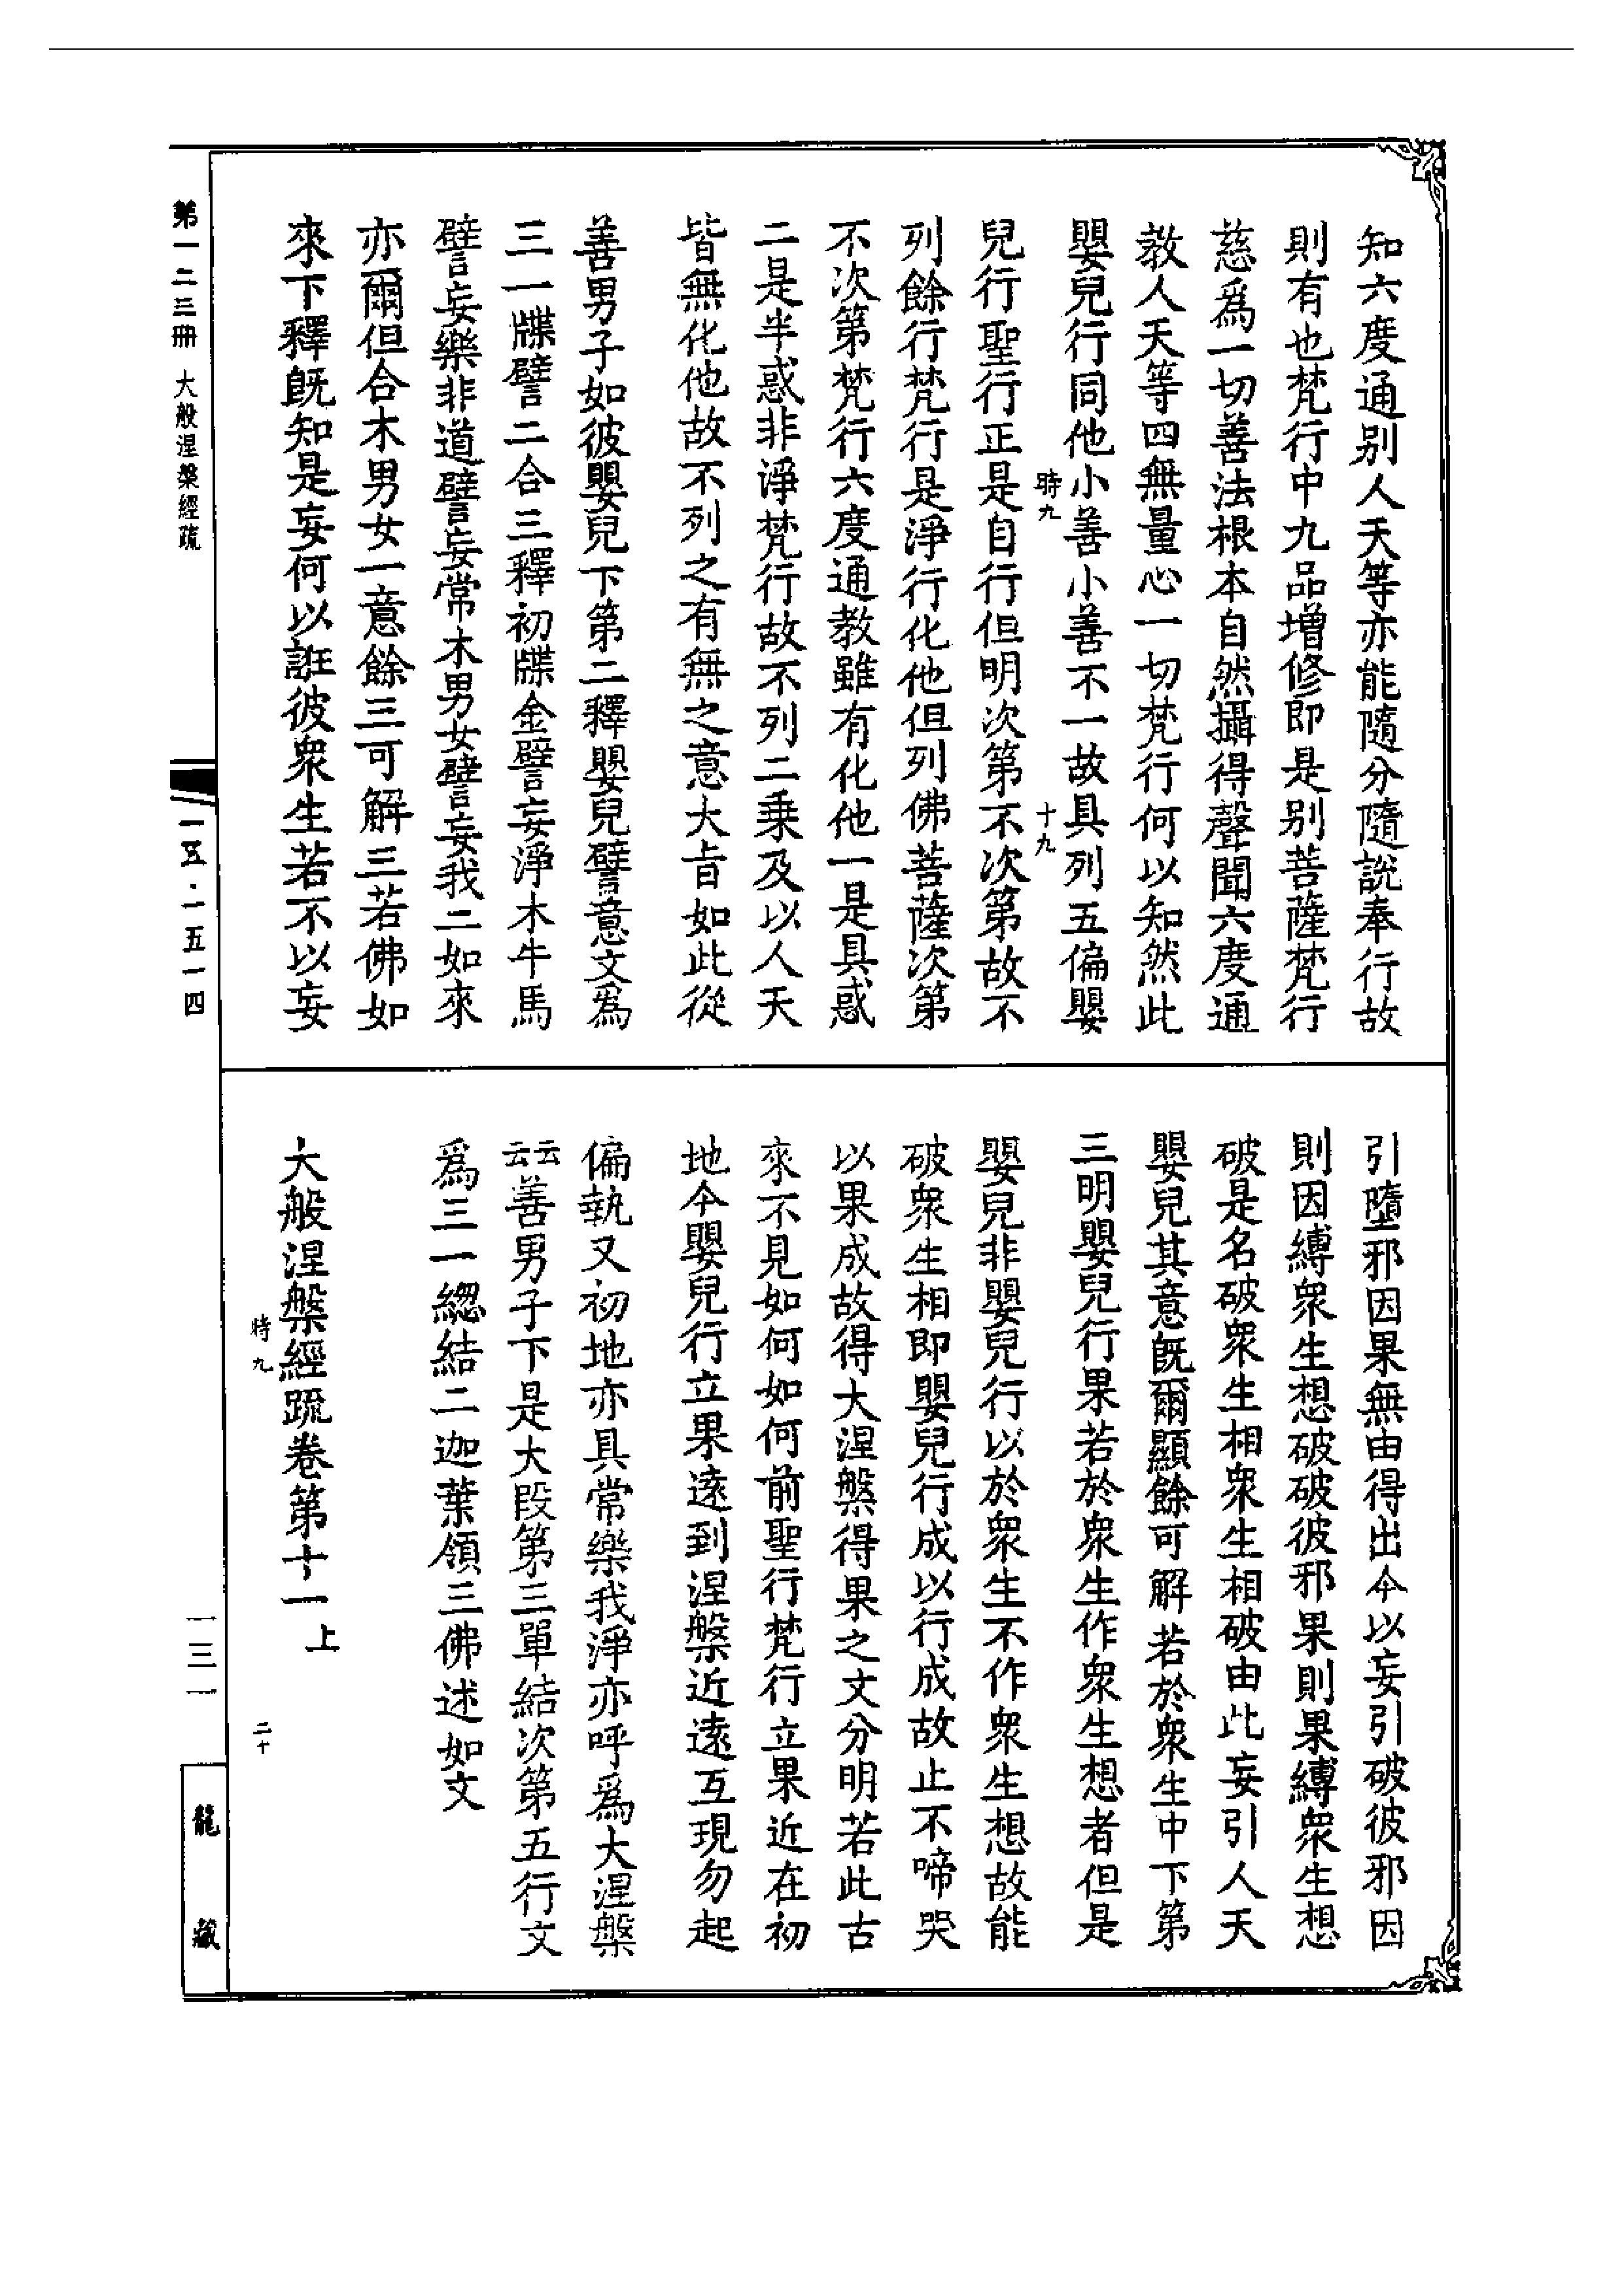 知六度通別人天等亦能隨分隨說奉行故
則有也梵行中九品增修即是別菩薩梵行
慈爲一切善法根本自然攝得聲聞六度通
教人天等四無量心一切梵行何以知然此
嬰兒行同他小善小善不一故具列五偏嬰
時九
十九
兒行聖行正是自行但明次第不次第故不
列餘行梵行是淨行化他但列佛菩薩次第
不次第梵行六度通教雖有化他一是具惑
二是半惑非淨梵行故不列二乘及以人天
皆無化他故不列之有無之意大旨如此從
善男子如彼嬰兒下第二釋嬰兒譬意文爲
三一牒譬二合三釋初牒金譬妄淨木牛馬
譬妄樂非道譬妄常木男女譬妄我二如來
亦爾但合木男女一意餘三可解三若佛如
來下釋旣知是妄何以誑彼衆生若不以妄
引墮邪因果無由得出今以妄引破彼邪因
則因縛衆生想破破彼邪果則果縛衆生想
破是名破衆生相衆生相破由此妄引人天
嬰兒其意旣爾顯餘可解若於衆生中下第
三明嬰兒行果若於衆生作衆生想者但是
嬰兒非嬰兒行以於衆生不作衆生想故能
破衆生相即嬰兒行成以行成故止不啼哭
以果成故得大涅槃得果之文分明若此古
來不見如何如何前聖行梵行立果近在初
地今嬰兒行立果遠到涅槃近遠互現勿起
偏執又初地亦具常樂我淨亦呼爲大涅槃
云云善男子下是大段第三單結次第五行文
爲三一緫結二迦葉領三佛述如文
大般涅槃經疏卷第十一上
時九
二十
第一二三冊 大般涅槃經疏
一五·一五一四
一三一
龍藏